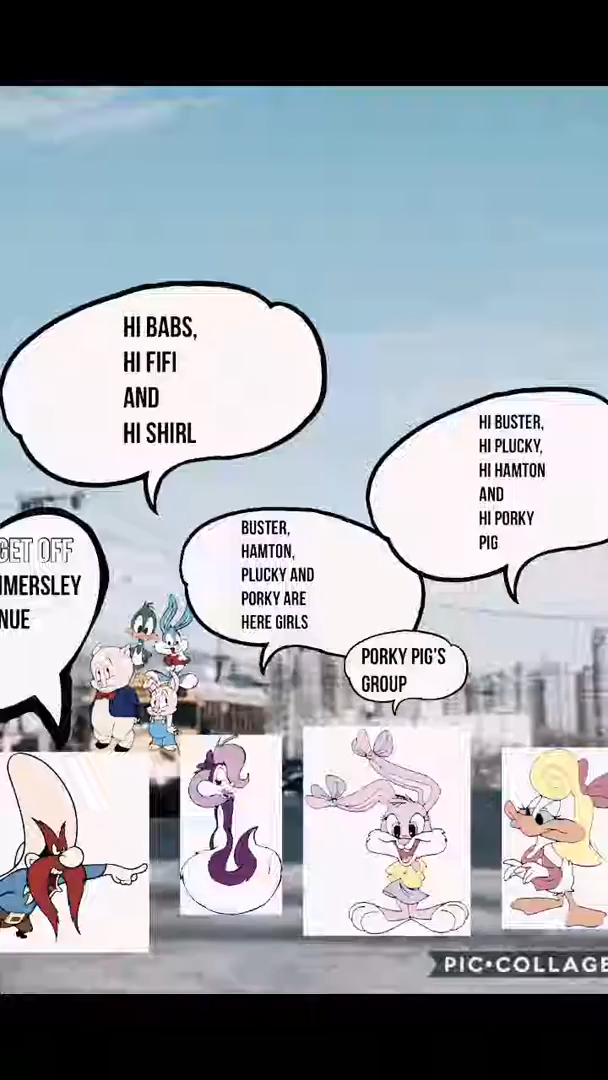 HI BABS,
HI FIFI
AND
HI SHIRL
HI BUSTER,
HI PLUCKY,
HI HAMTON
AND
HI PORKY
PIG
GET OFF
MMERSLEY
NUE
BUSTER,
HAMTON,
PLUCKY AND
PORKY ARE
HERE GIRLS
PORKY PIG'S
GROUP
PIC•COLLAGE